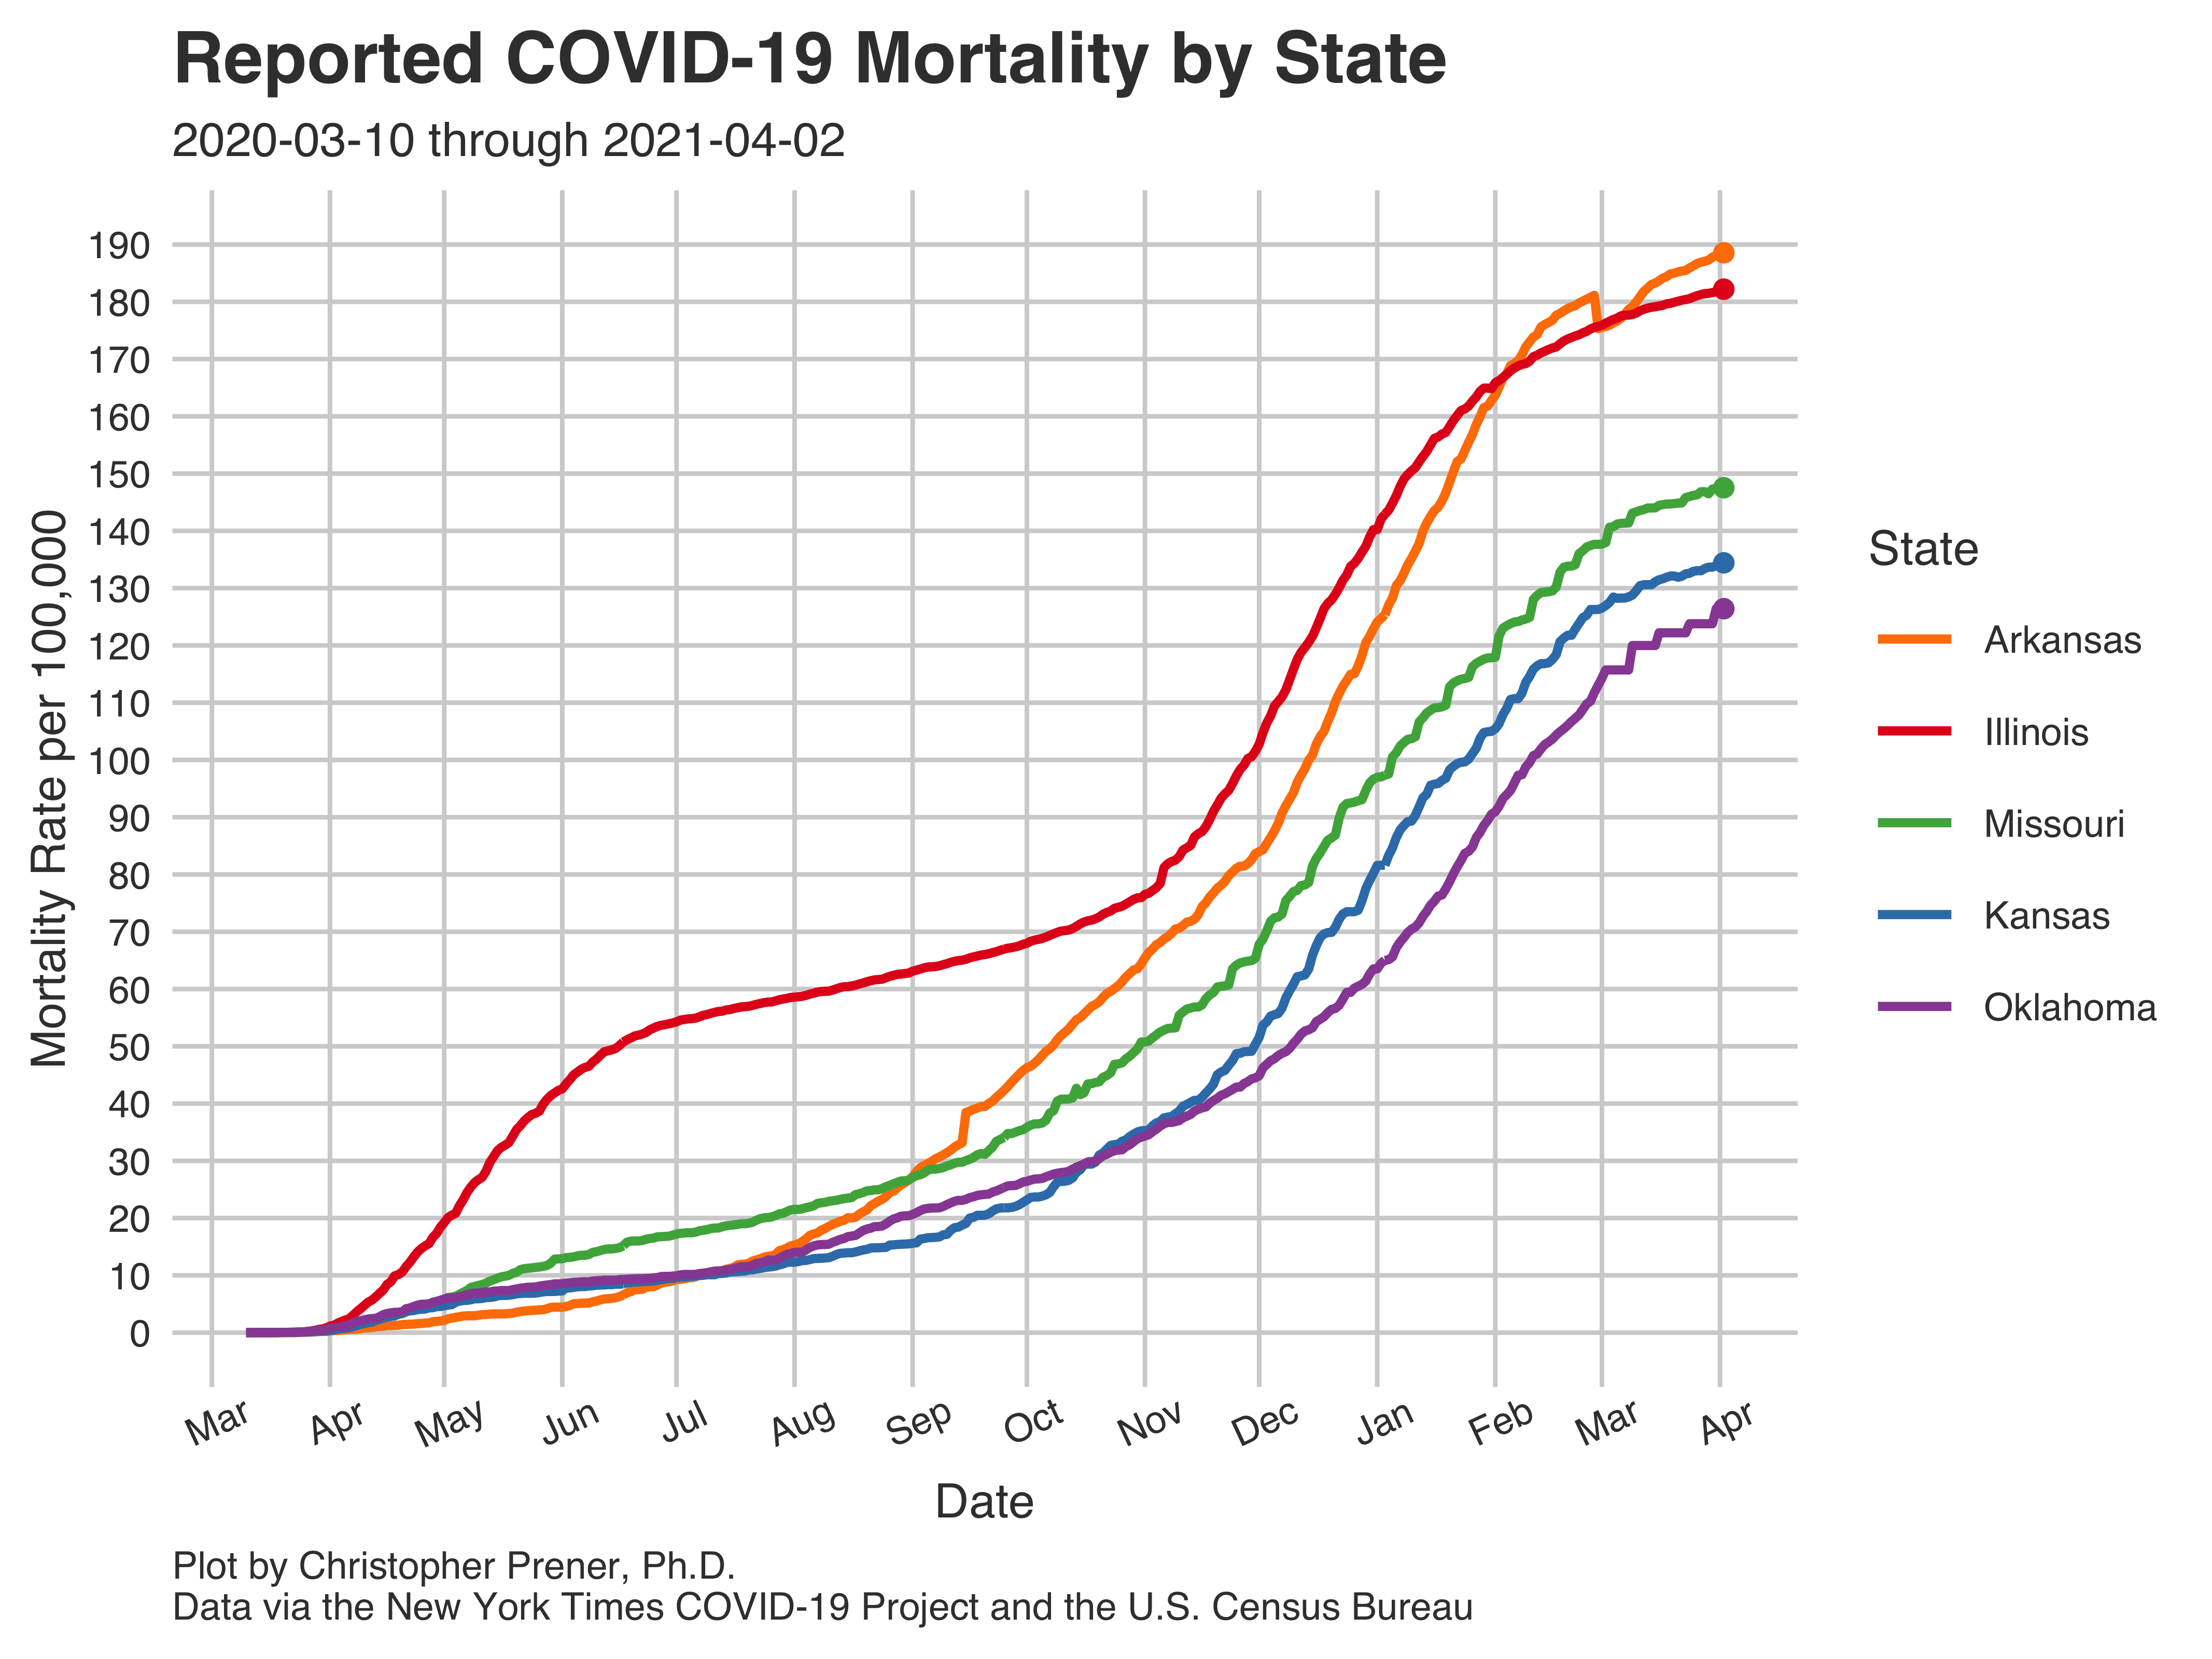 Reported COVID-19 Mortality by State
2020-03-10 through 2021-04-02
Mortality Rate per 100,000
190
180
170
160
150
140
130
120
110
100
90
80
70
60
50
40
30
20
10
0
Mar
Apr
May
Jun
Jul
Aug
Sep
Oct
Nov
Dec
Jan
Feb
Mar
Apr
Date
State
Arkansas
Illinois
Missouri
Kansas
Oklahoma
Plot by Christopher Prener, Ph.D.
Data via the New York Times COVID-19 Project and the U.S. Census Bureau